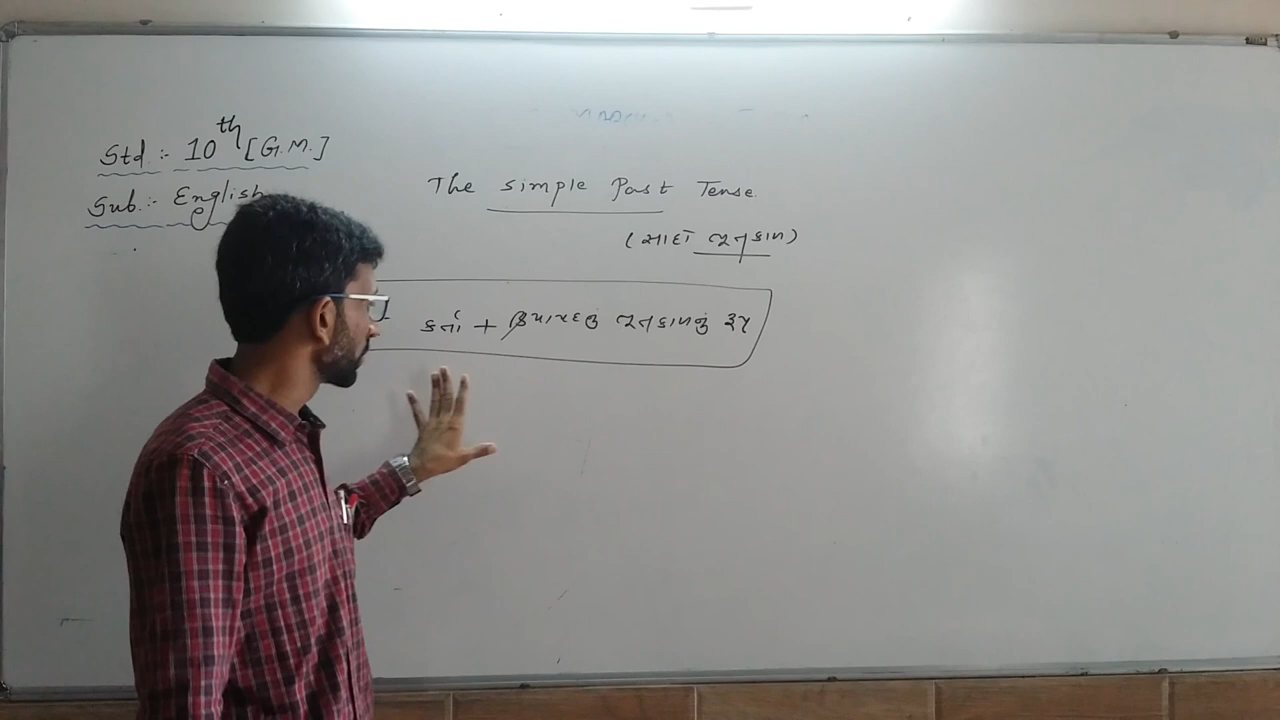 Std :- 10th [G.M.]
Sub :- English
The simple Past Tense.
(સાદો ભૂતકાળ)
કર્તા + ક્રિયાપદનું ભૂતકાળનું રૂપ